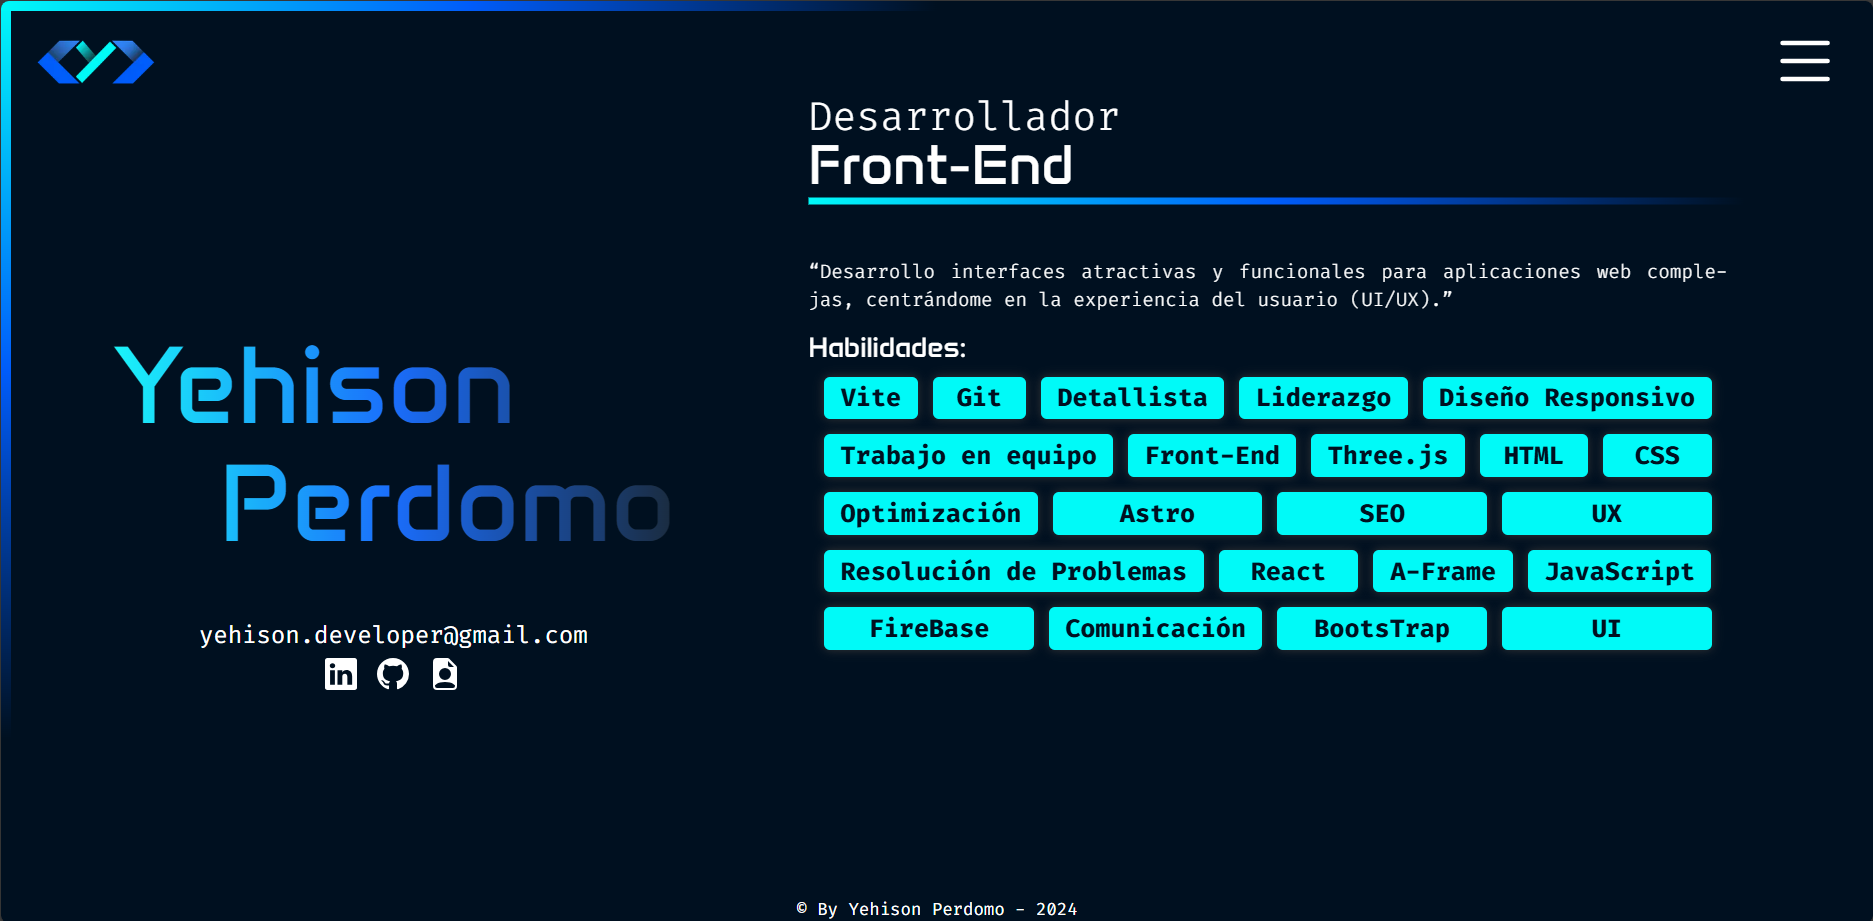 Desarrollador
Front-End
“Desarrollo interfaces atractivas y funcionales para aplicaciones web comple-
jas, centrándome en la experiencia del usuario (UI/UX).”
Habilidades:
Vite Git Detallista Liderazgo Diseño Responsivo
Trabajo en equipo Front-End Three.js HTML CSS
Optimización Astro SEO UX
Resolución de Problemas React A-Frame JavaScript
FireBase Comunicación BootsTrap UI
Yehison
Perdomo
yehison.developer@gmail.com
in
© By Yehison Perdomo - 2024